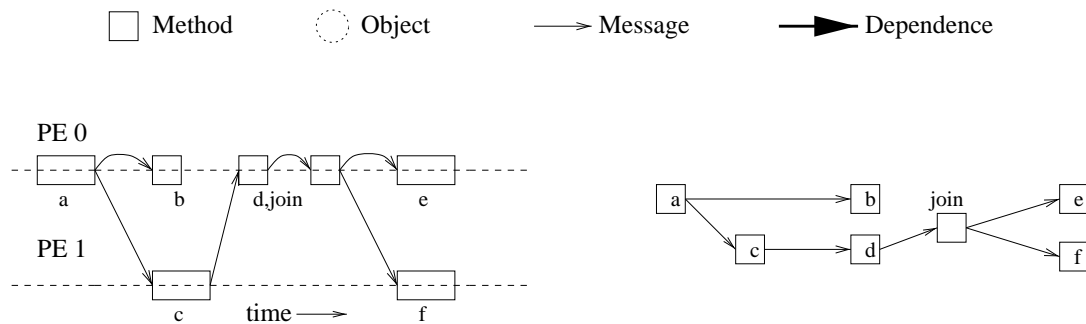 Method Object Message Dependence
PE 0
a b d,join e
PE 1
c time f
a b join e
c d f